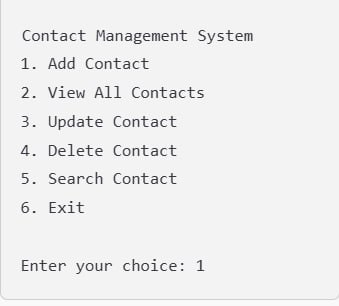 Contact Management System
1. Add Contact
2. View All Contacts
3. Update Contact
4. Delete Contact
5. Search Contact
6. Exit
Enter your choice: 1